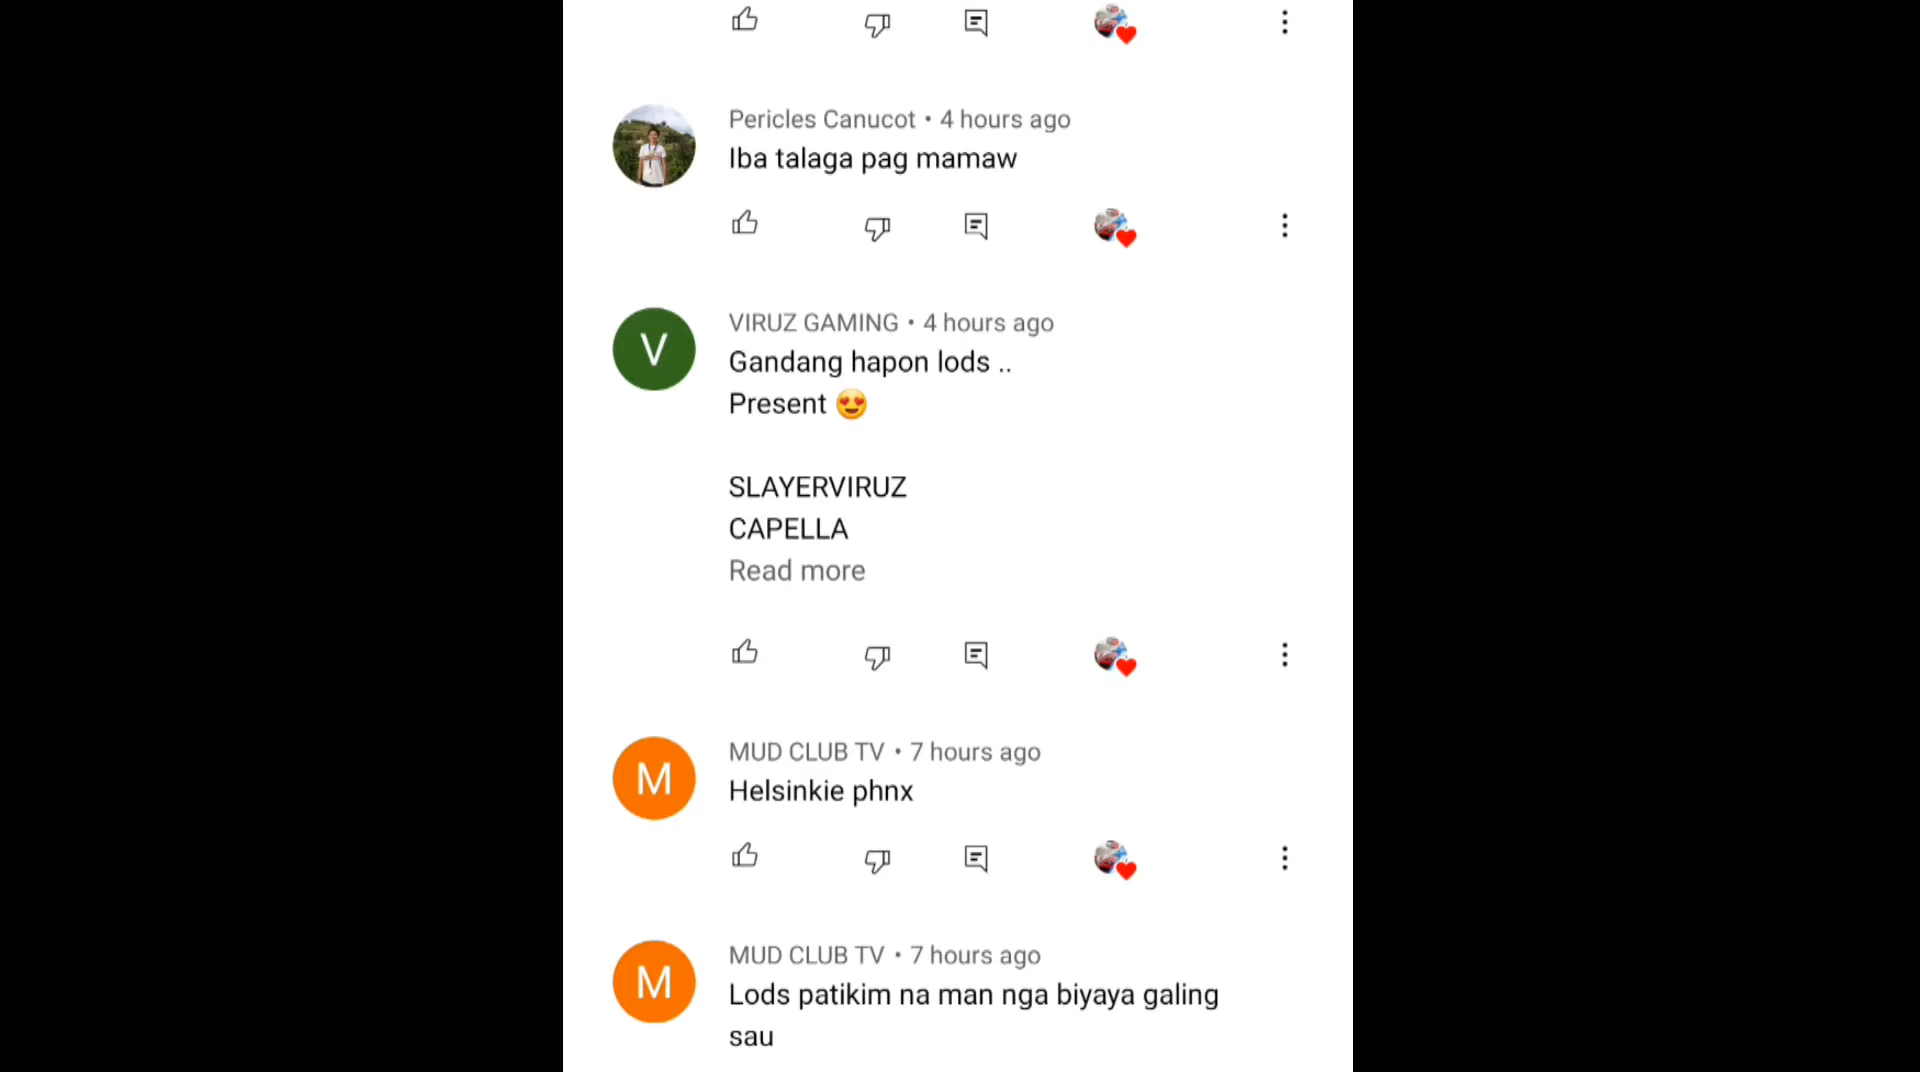 Pericles Canucot • 4 hours ago
Iba talaga pag mamaw
V
VIRUZ GAMING • 4 hours ago
Gandang hapon lods ..
Present 😍
SLAYERVIRUZ
CAPELLA
Read more
M
MUD CLUB TV • 7 hours ago
Helsinkie phnx
M
MUD CLUB TV • 7 hours ago
Lods patikim na man nga biyaya galing
sau